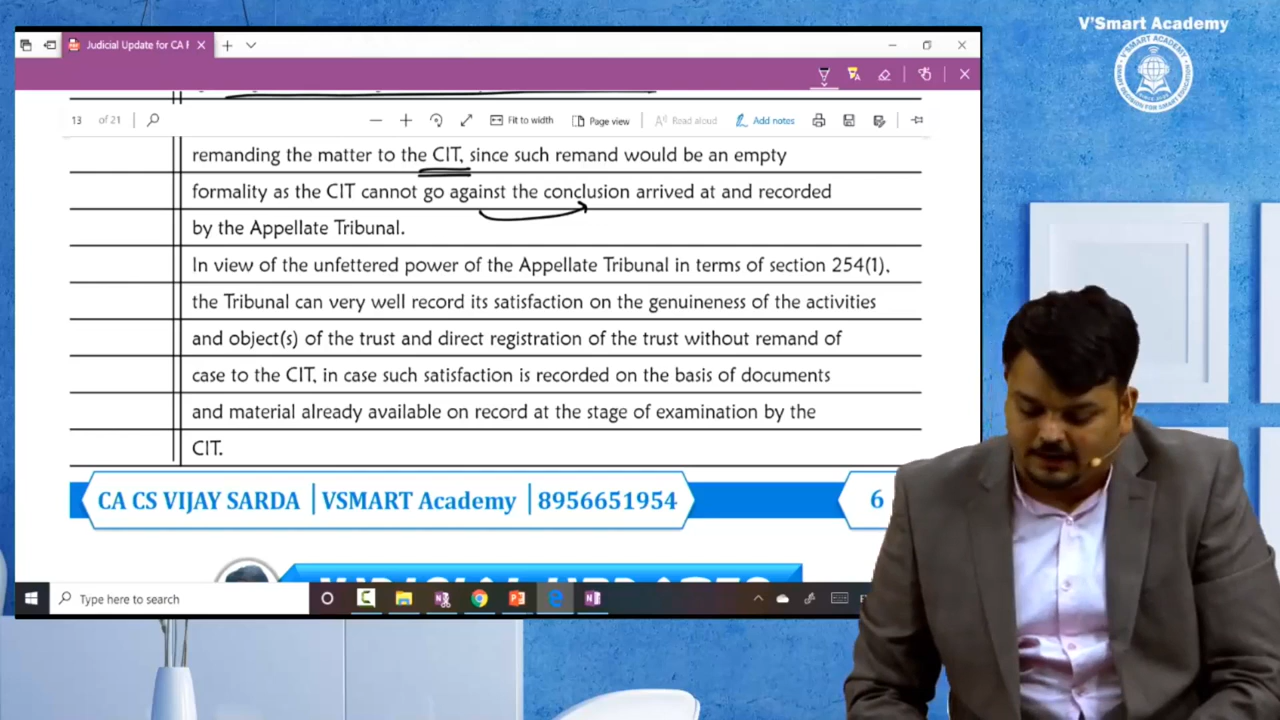 V'Smart Academy
Judicial Update for CA F
13 of 21
Fit to width
Page view
Read aloud
Add notes
remanding the matter to the CIT, since such remand would be an empty
formality as the CIT cannot go against the conclusion arrived at and recorded
by the Appellate Tribunal.
In view of the unfettered power of the Appellate Tribunal in terms of section 254(1),
the Tribunal can very well record its satisfaction on the genuineness of the activities
and object(s) of the trust and direct registration of the trust without remand of
case to the CIT, in case such satisfaction is recorded on the basis of documents
and material already available on record at the stage of examination by the
CIT.
CA CS VIJAY SARDA | VSMART Academy | 8956651954
6
Type here to search